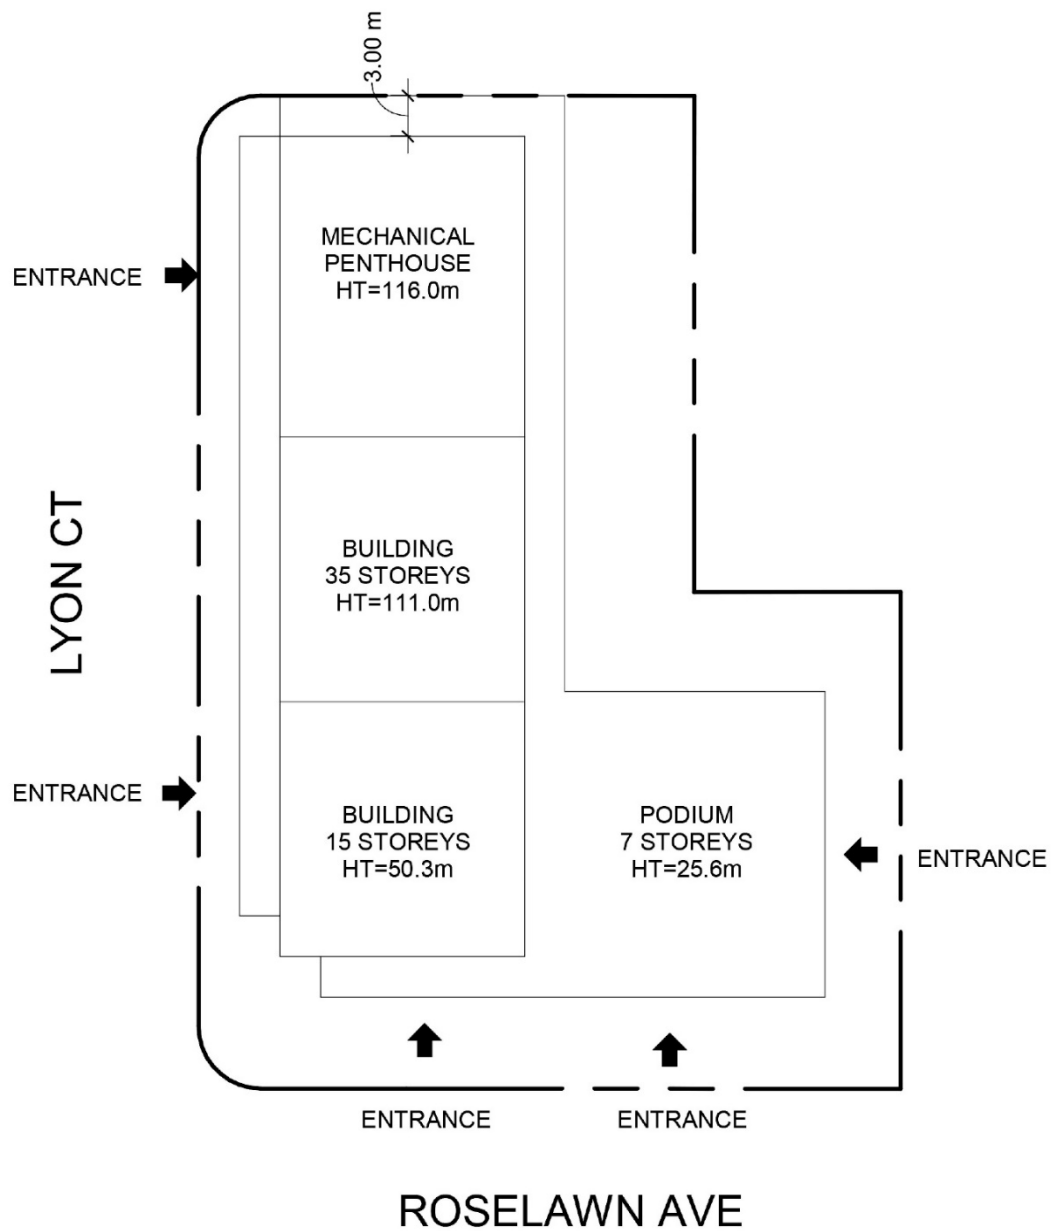 3.00 m
MECHANICAL
PENTHOUSE
HT=116.0m
ENTRANCE
LYON CT
BUILDING
35 STOREYS
HT=111.0m
ENTRANCE
BUILDING
15 STOREYS
HT=50.3m
PODIUM
7 STOREYS
HT=25.6m
ENTRANCE
ENTRANCE
ENTRANCE
ROSELAWN AVE